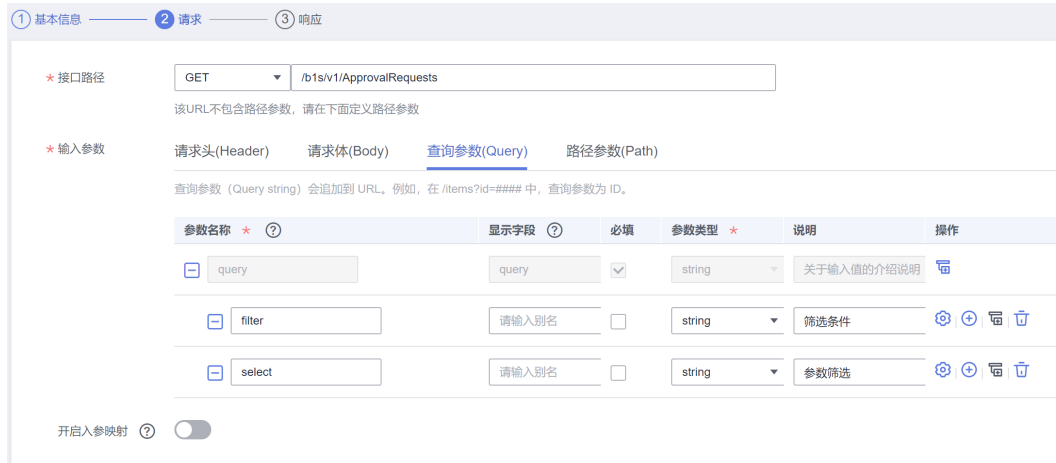 1 基本信息 2 请求 3 响应
* 接口路径 GET /b1s/v1/ApprovalRequests
该URL不包含路径参数，请在下面定义路径参数
* 输入参数 请求头(Header) 请求体(Body) 查询参数(Query) 路径参数(Path)
查询参数（Query string）会追加到 URL。例如，在 /items?id=#### 中，查询参数为 ID。
参数名称 * ? 显示字段 ? 必填 参数类型 * 说明 操作
query query string 关于输入值的介绍说明
filter 请输入别名 string 筛选条件
select 请输入别名 string 参数筛选
开启入参映射 ?